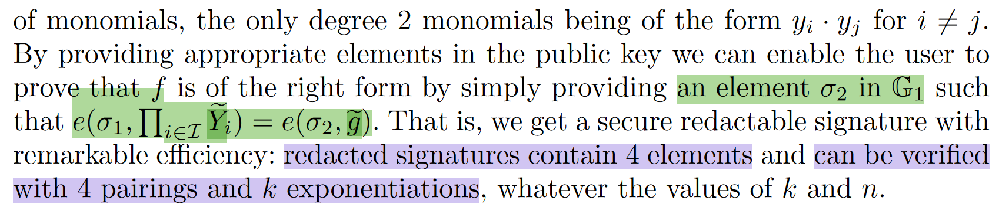 of monomials, the only degree 2 monomials being of the form $y_i \cdot y_j$ for $i \neq j$.
By providing appropriate elements in the public key we can enable the user to
prove that $f$ is of the right form by simply providing an element $\sigma_2$ in $\mathbb{G}_1$ such
that $e(\sigma_1, \prod_{i \in \mathcal{I}} \widetilde{Y}_i) = e(\sigma_2, \widetilde{g})$. That is, we get a secure redactable signature with
remarkable efficiency: redacted signatures contain 4 elements and can be verified
with 4 pairings and $k$ exponentiations, whatever the values of $k$ and $n$.